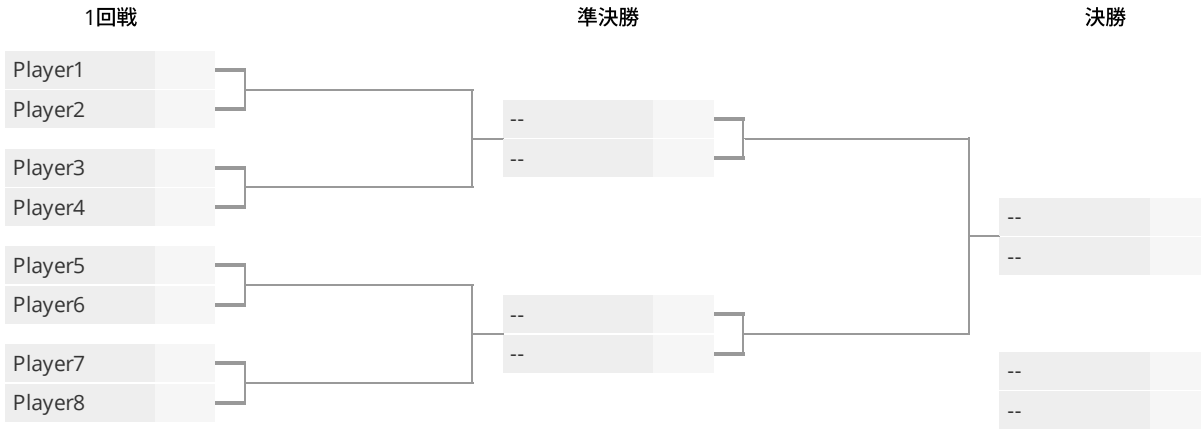 1回戦
準決勝
決勝
Player1
Player2
Player3
Player4
Player5
Player6
Player7
Player8
--
--
--
--
--
--
--
--